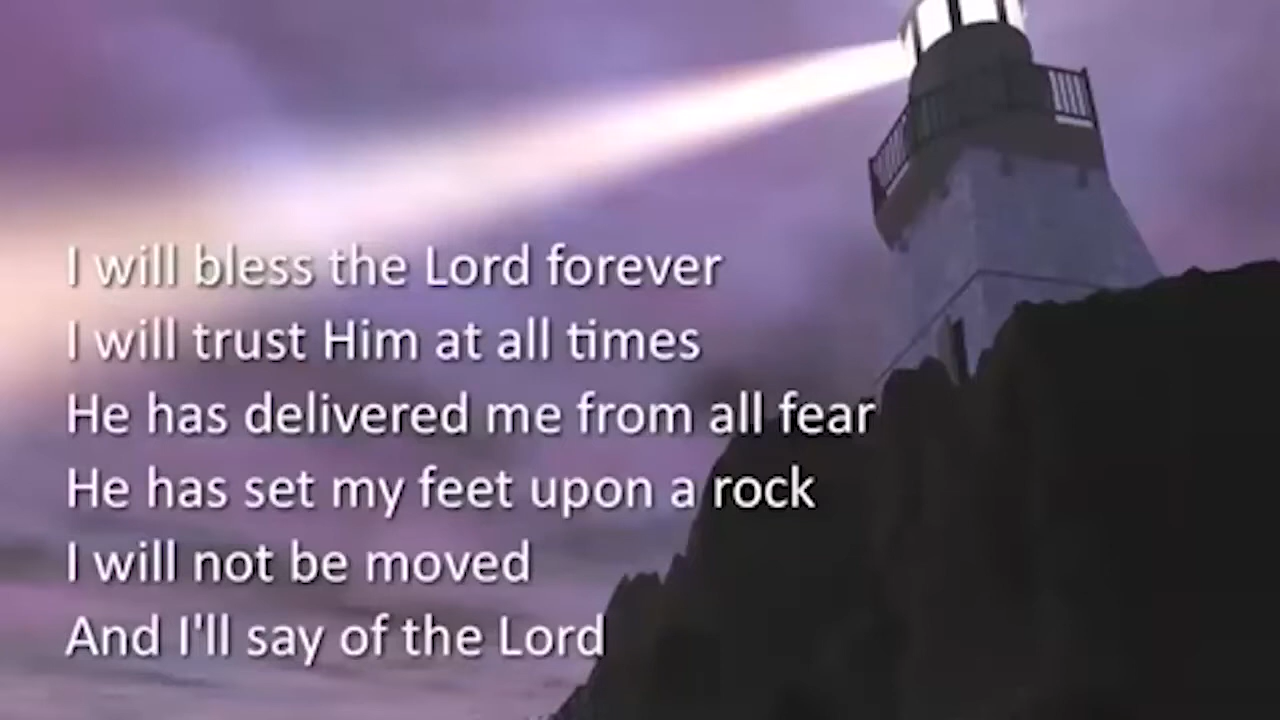 I will bless the Lord forever
I will trust Him at all times
He has delivered me from all fear
He has set my feet upon a rock
I will not be moved
And I'll say of the Lord